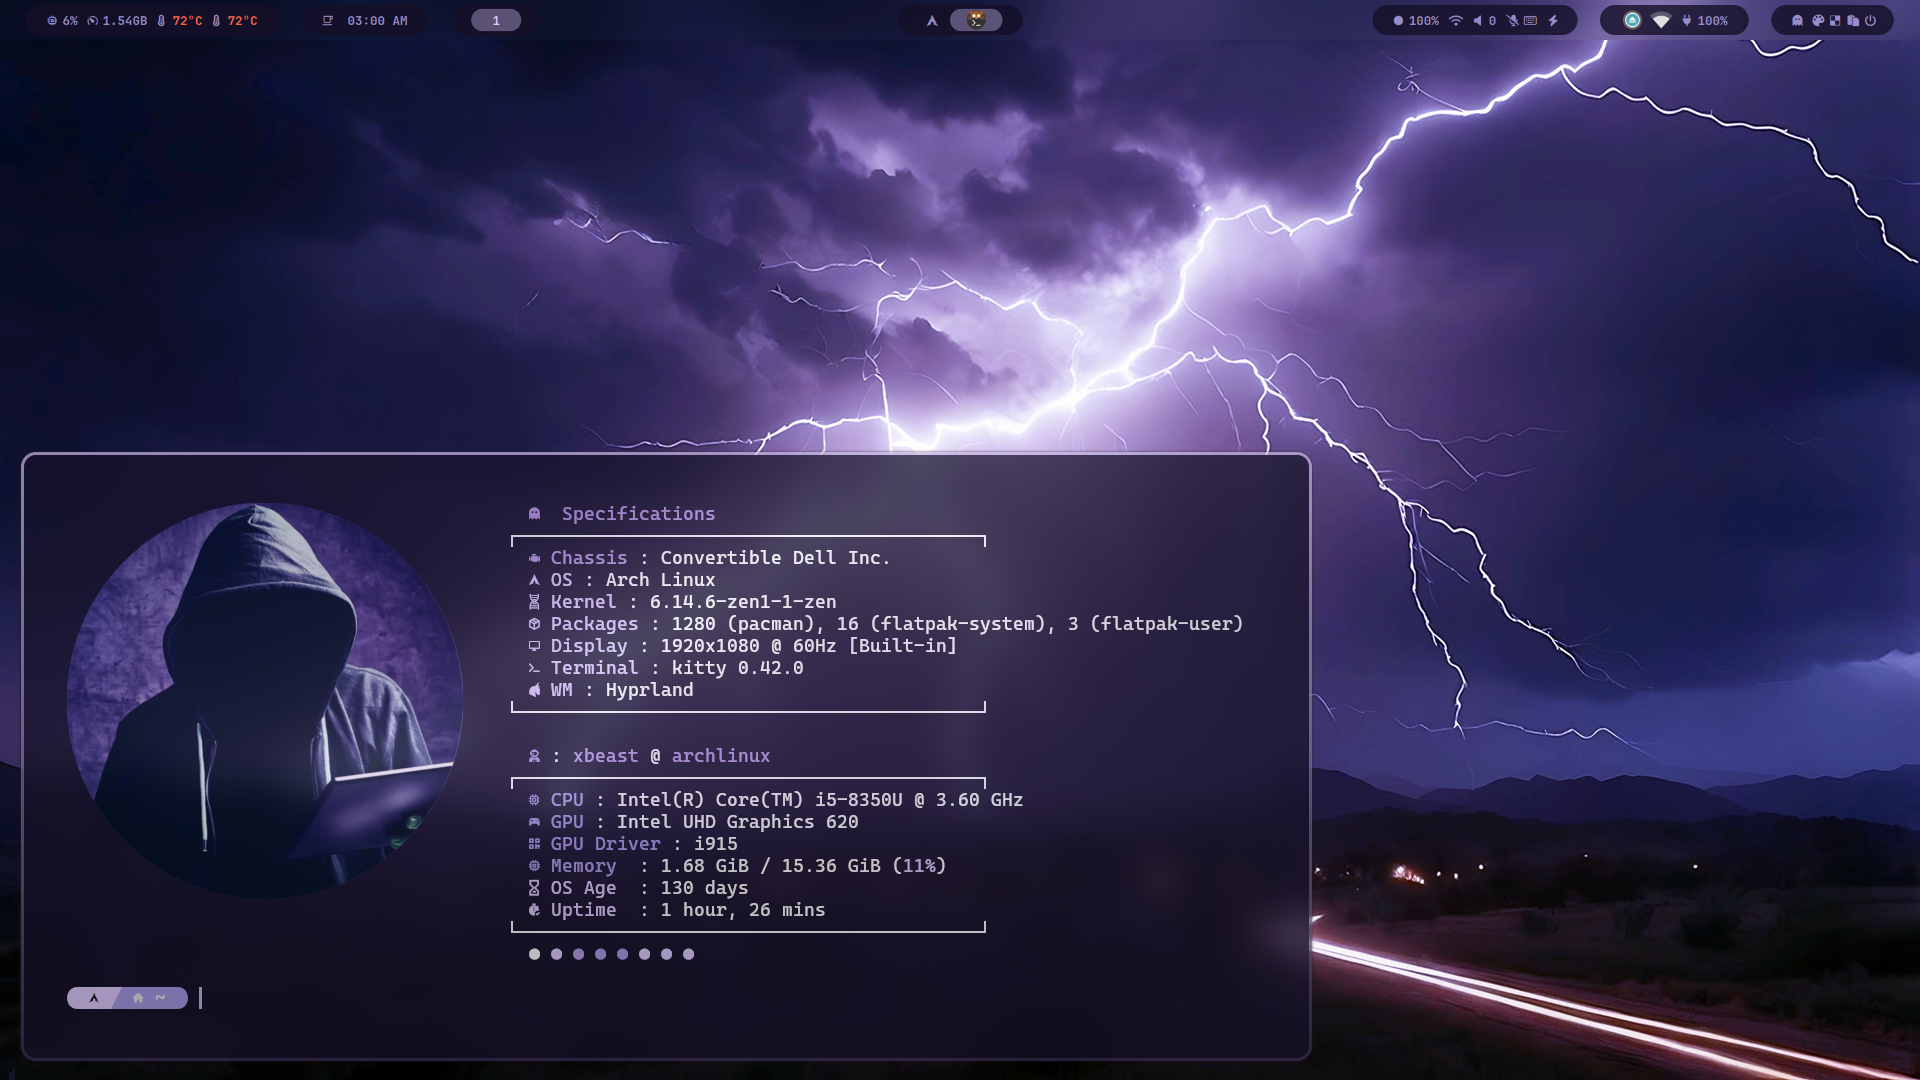 6% 1.54GB 72°C 72°C
03:00 AM
1
100% 0
100%
Specifications
Chassis : Convertible Dell Inc.
OS : Arch Linux
Kernel : 6.14.6-zen1-1-zen
Packages : 1280 (pacman), 16 (flatpak-system), 3 (flatpak-user)
Display : 1920x1080 @ 60Hz [Built-in]
Terminal : kitty 0.42.0
WM : Hyprland
: xbeast @ archlinux
CPU : Intel(R) Core(TM) i5-8350U @ 3.60 GHz
GPU : Intel UHD Graphics 620
GPU Driver : i915
Memory : 1.68 GiB / 15.36 GiB (11%)
OS Age : 130 days
Uptime : 1 hour, 26 mins
~